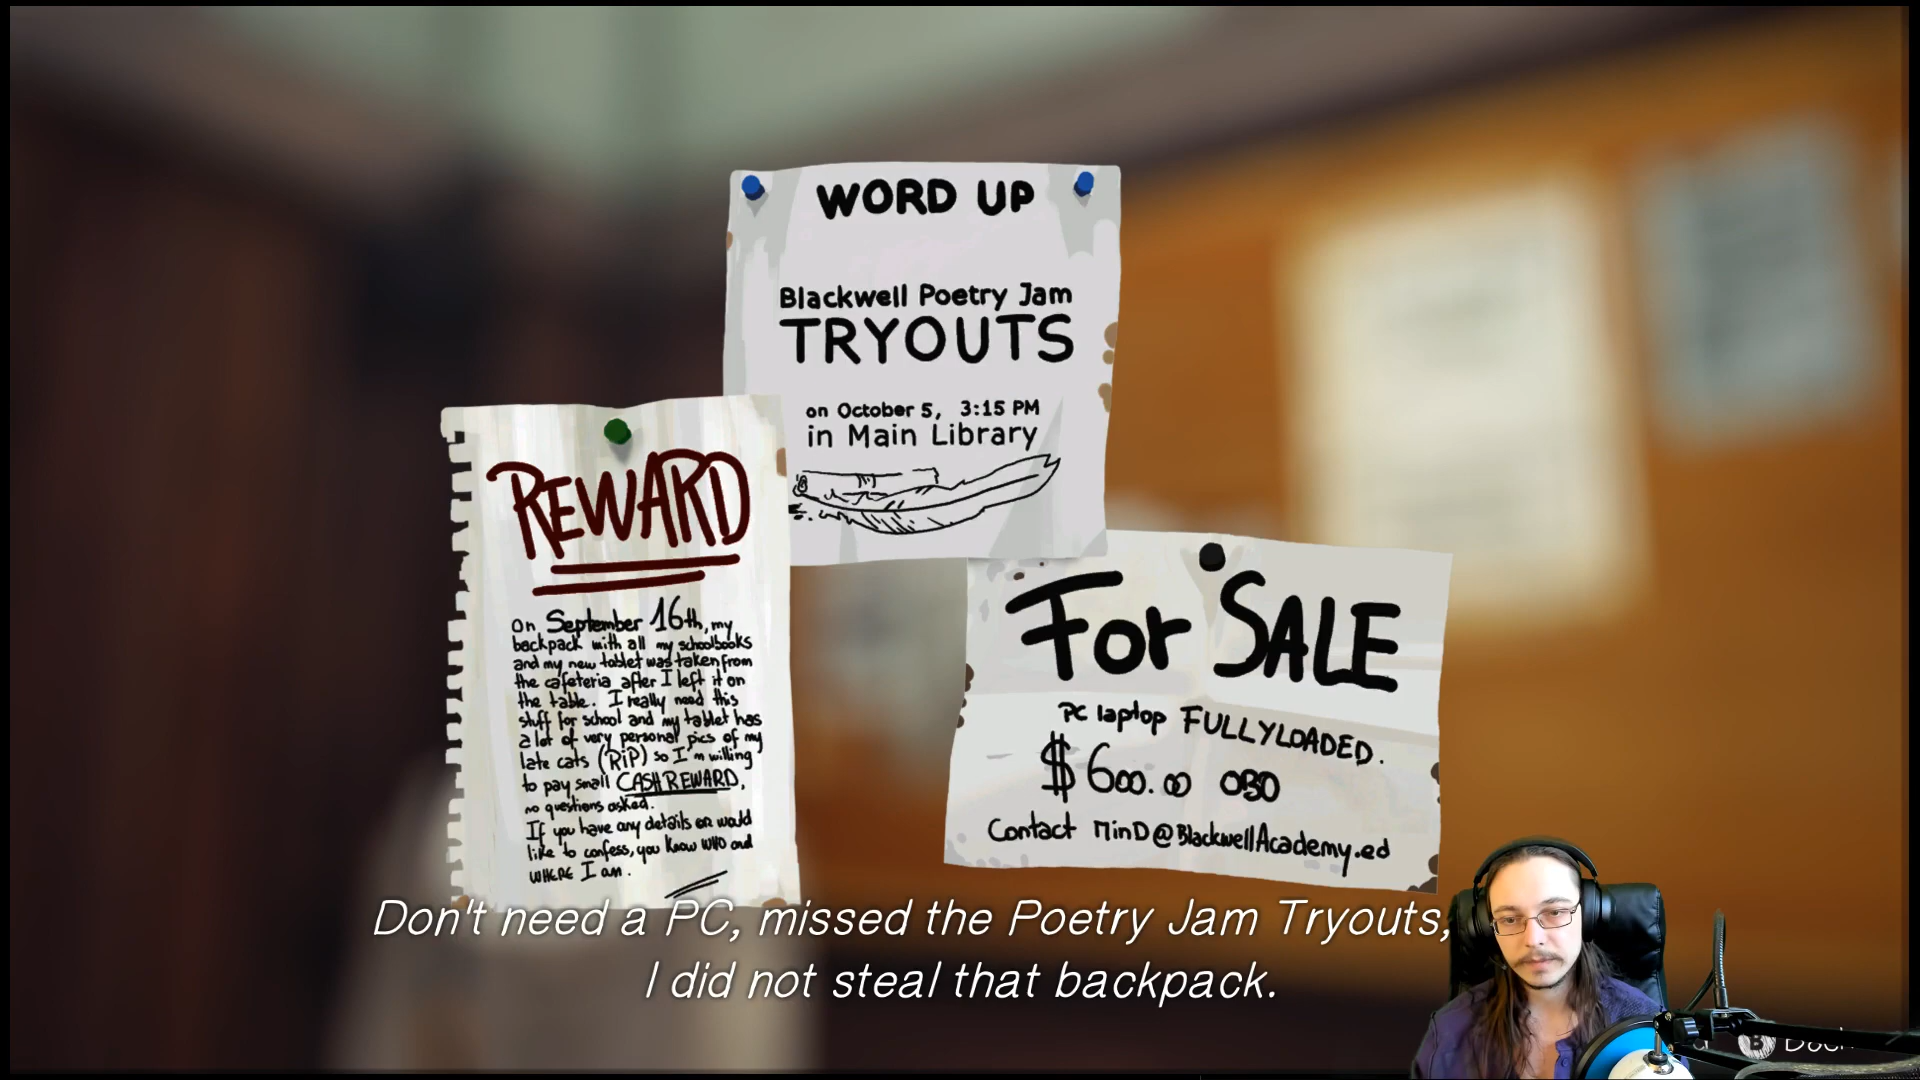 WORD UP
Blackwell Poetry Jam
TRYOUTS
on October 5, 3:15 PM
in Main Library
REWARD
on September 16th, my
backpack with all my schoolbooks
and my new tablet was taken from
the cafeteria after I left it on
the table. I really need this
stuff for school and my tablet has
a lot of very personal pics of my
late cats (RiP) so I'm willing
to pay small CASH REWARD,
no questions asked.
If you have any details or would
like to confess, you know WHO and
WHERE I am.
For SALE
PC laptop FULLYLOADED.
$600.00 OBO
Contact MinD@BlackwellAcademy.ed
Don't need a PC, missed the Poetry Jam Tryouts,
I did not steal that backpack.
B